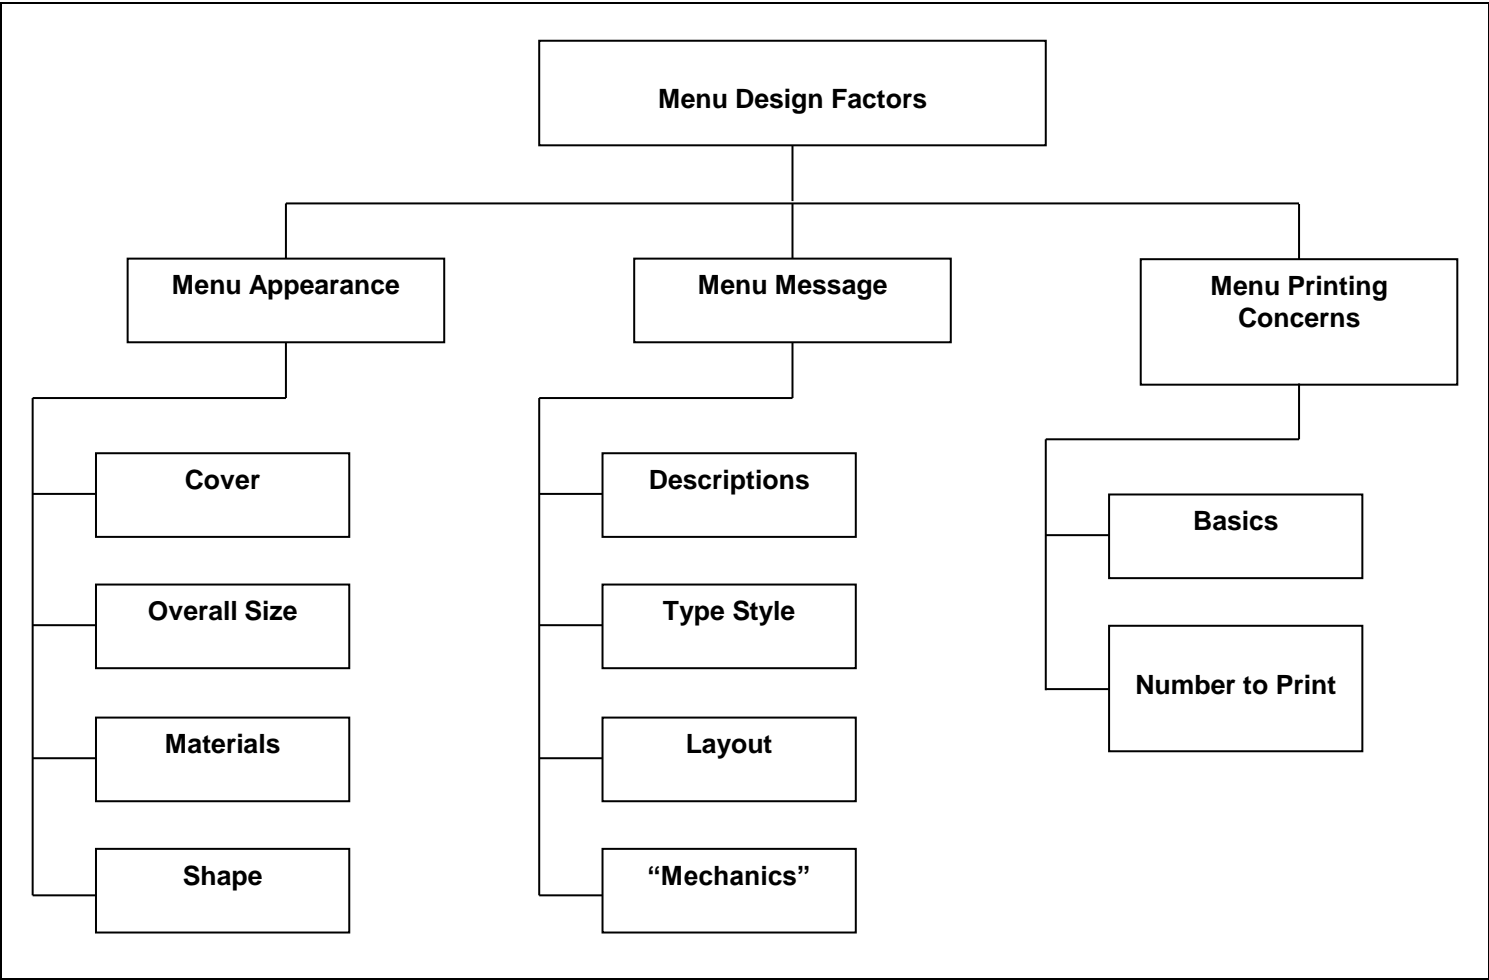 Menu Design Factors
Menu Appearance
Menu Message
Menu Printing
Concerns
Cover
Overall Size
Materials
Shape
Descriptions
Type Style
Layout
“Mechanics”
Basics
Number to Print